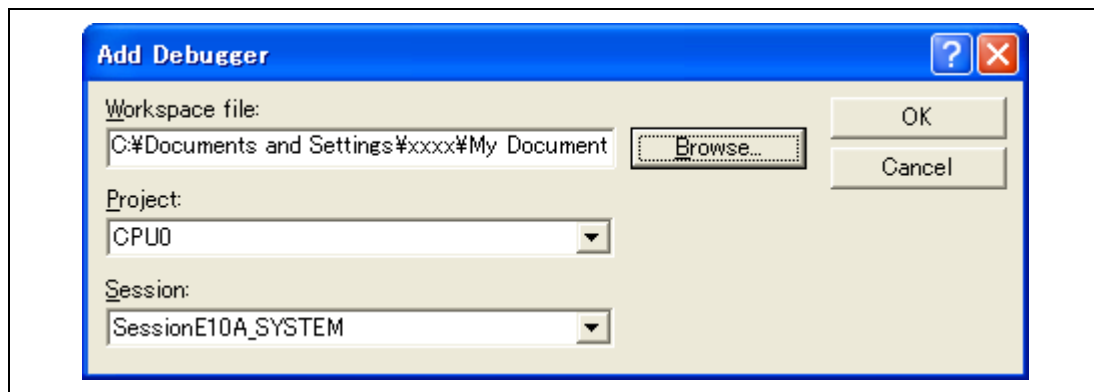 Add Debugger
Workspace file:
C:¥Documents and Settings¥xxxx¥My Document
Browse...
OK
Cancel
Project:
CPU0
Session:
SessionE10A_SYSTEM